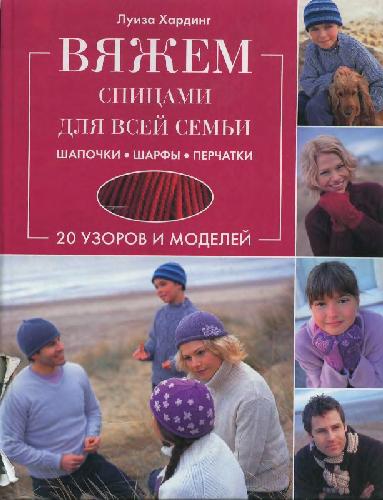 Луиза Хардинг
ВЯЖЕМ
СПИЦАМИ
ДЛЯ ВСЕЙ СЕМЬИ
ШАПОЧКИ • ШАРФЫ • ПЕРЧАТКИ
20 УЗОРОВ И МОДЕЛЕЙ